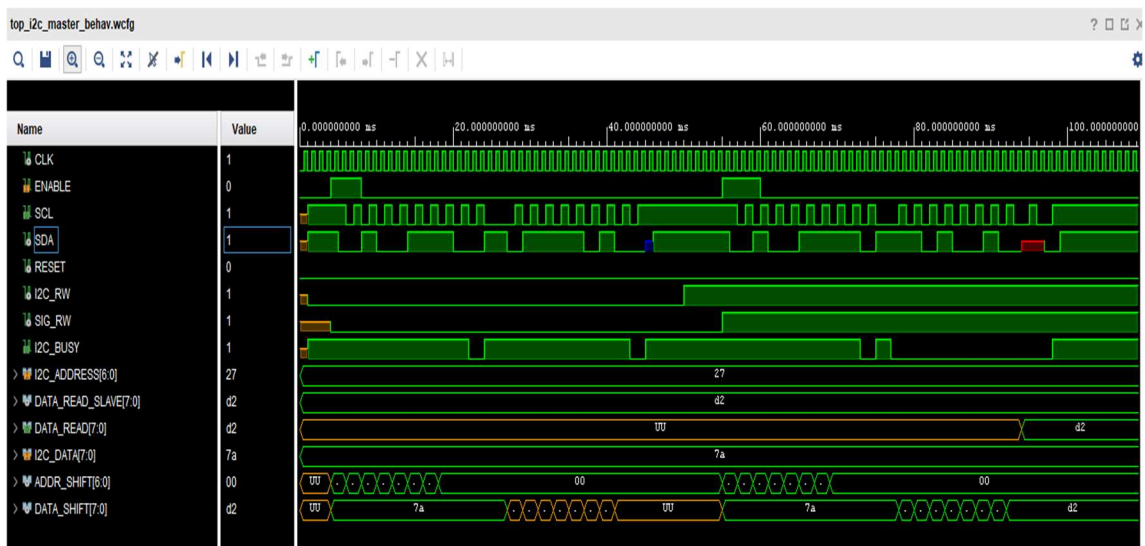 top_i2c_master_behav.wcfg
Name Value
0.000000000 ms 20.000000000 ms 40.000000000 ms 60.000000000 ms 80.000000000 ms 100.000000000
CLK 1
ENABLE 0
SCL 1
SDA 1
RESET 0
I2C_RW 1
SIG_RW 1
I2C_BUSY 1
I2C_ADDRESS[6:0] 27 27
DATA_READ_SLAVE[7:0] d2 d2
DATA_READ[7:0] d2 UU d2
I2C_DATA[7:0] 7a 7a
ADDR_SHIFT[6:0] 00 UU . . . . . . . 00 . . . . . . . 00
DATA_SHIFT[7:0] d2 UU 7a . . . . . . . UU 7a . . . . . . . d2